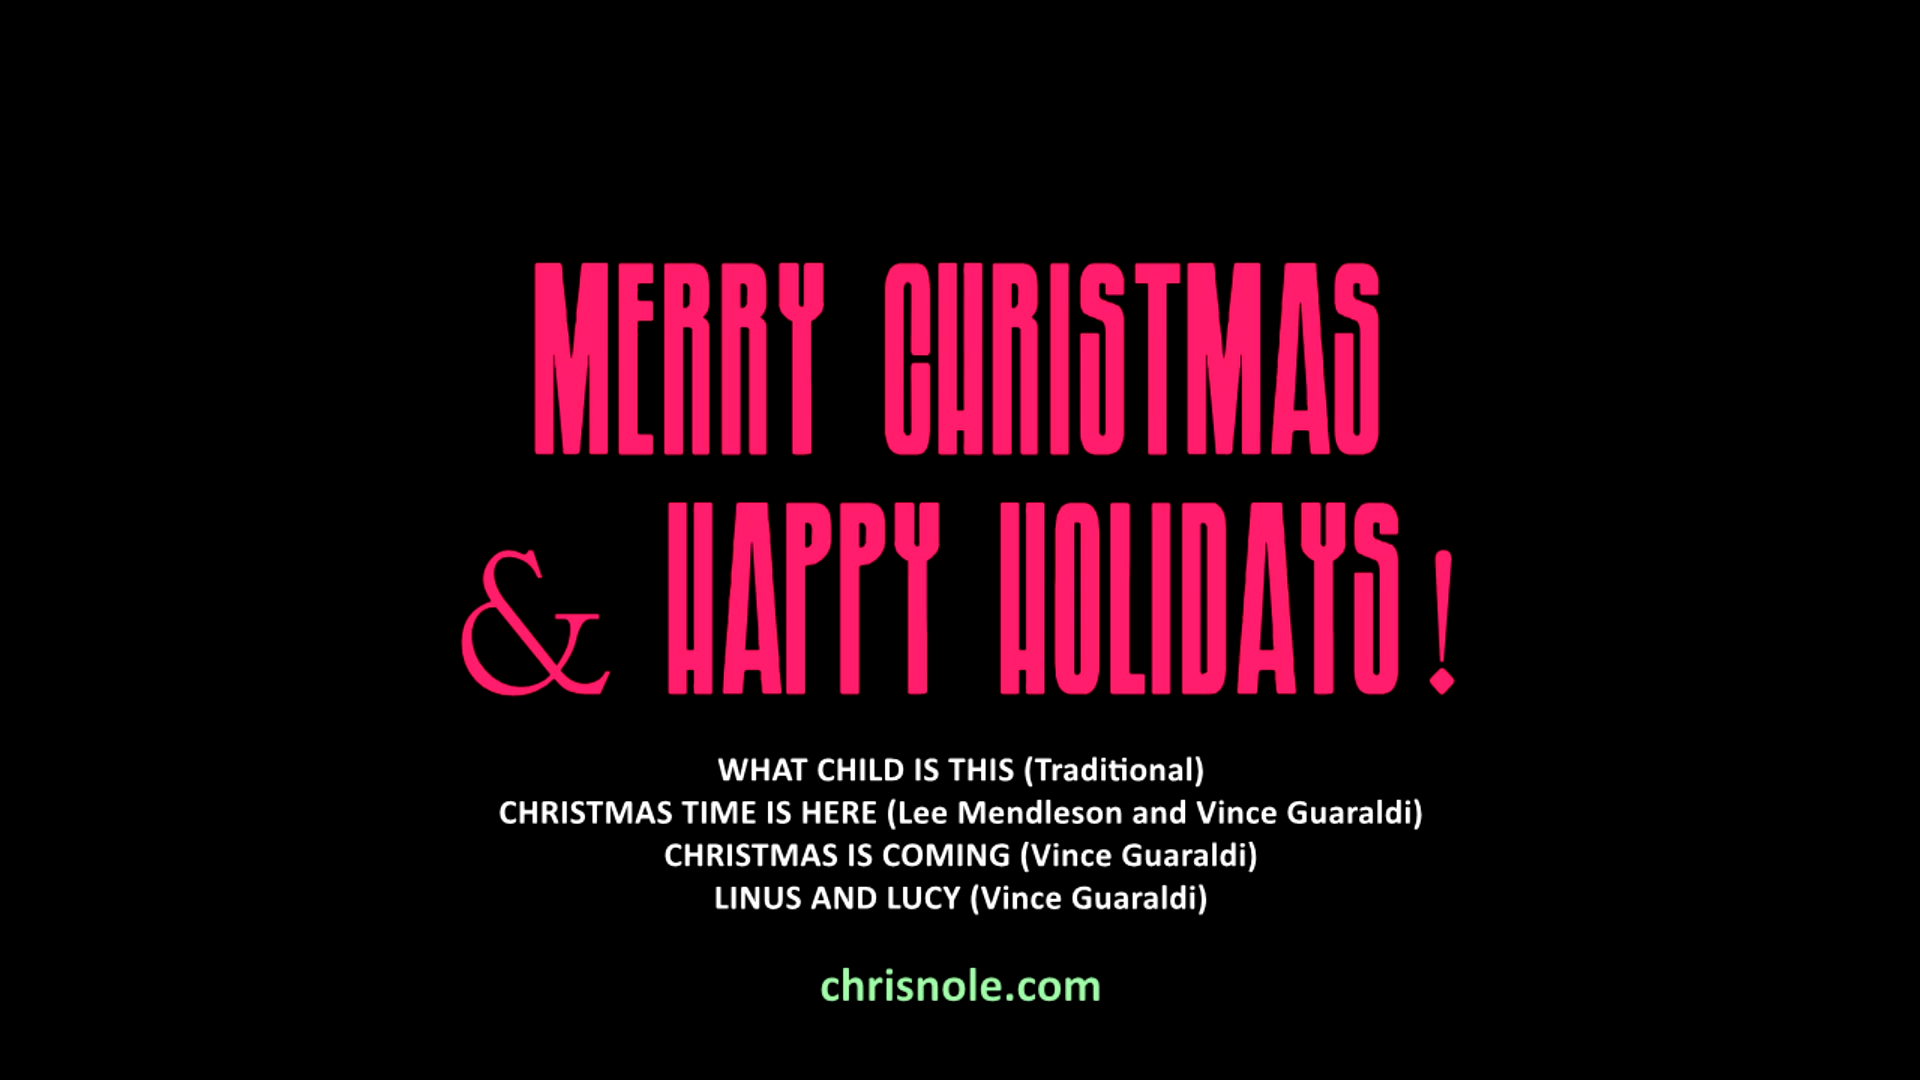 MERRY CHRISTMAS
& HAPPY HOLIDAYS!
WHAT CHILD IS THIS (Traditional)
CHRISTMAS TIME IS HERE (Lee Mendleson and Vince Guaraldi)
CHRISTMAS IS COMING (Vince Guaraldi)
LINUS AND LUCY (Vince Guaraldi)
chrisnole.com